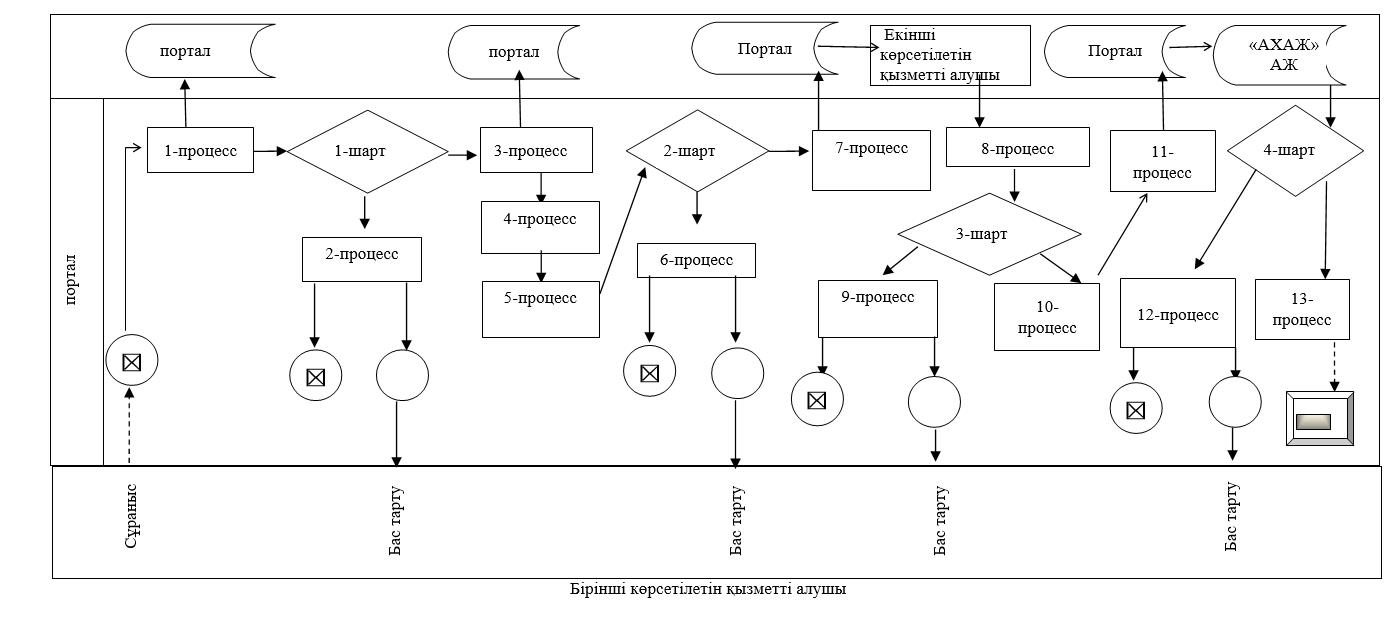 портал
портал
Портал
Екінші
көрсетілетін
қызметті алушы
Портал
«АХАЖ»
АЖ
портал
1-процесс
1-шарт
2-процесс
3-процесс
4-процесс
5-процесс
2-шарт
6-процесс
7-процесс
8-процесс
3-шарт
9-процесс
10-
процесс
11-
процесс
4-шарт
12-процесс
13-
процесс
Сұраныс
Бас тарту
Бас тарту
Бас тарту
Бас тарту
Бірінші көрсетілетін қызметті алушы